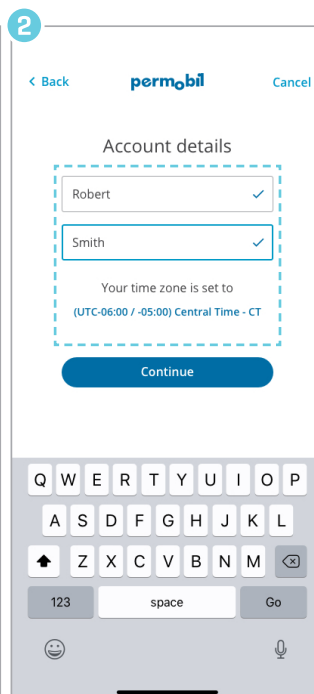 2
< Back permobil Cancel
Account details
Robert
Smith
Your time zone is set to
(UTC-06:00 / -05:00) Central Time - CT
Continue
Q W E R T Y U I O P
A S D F G H J K L
Z X C V B N M
123 space Go